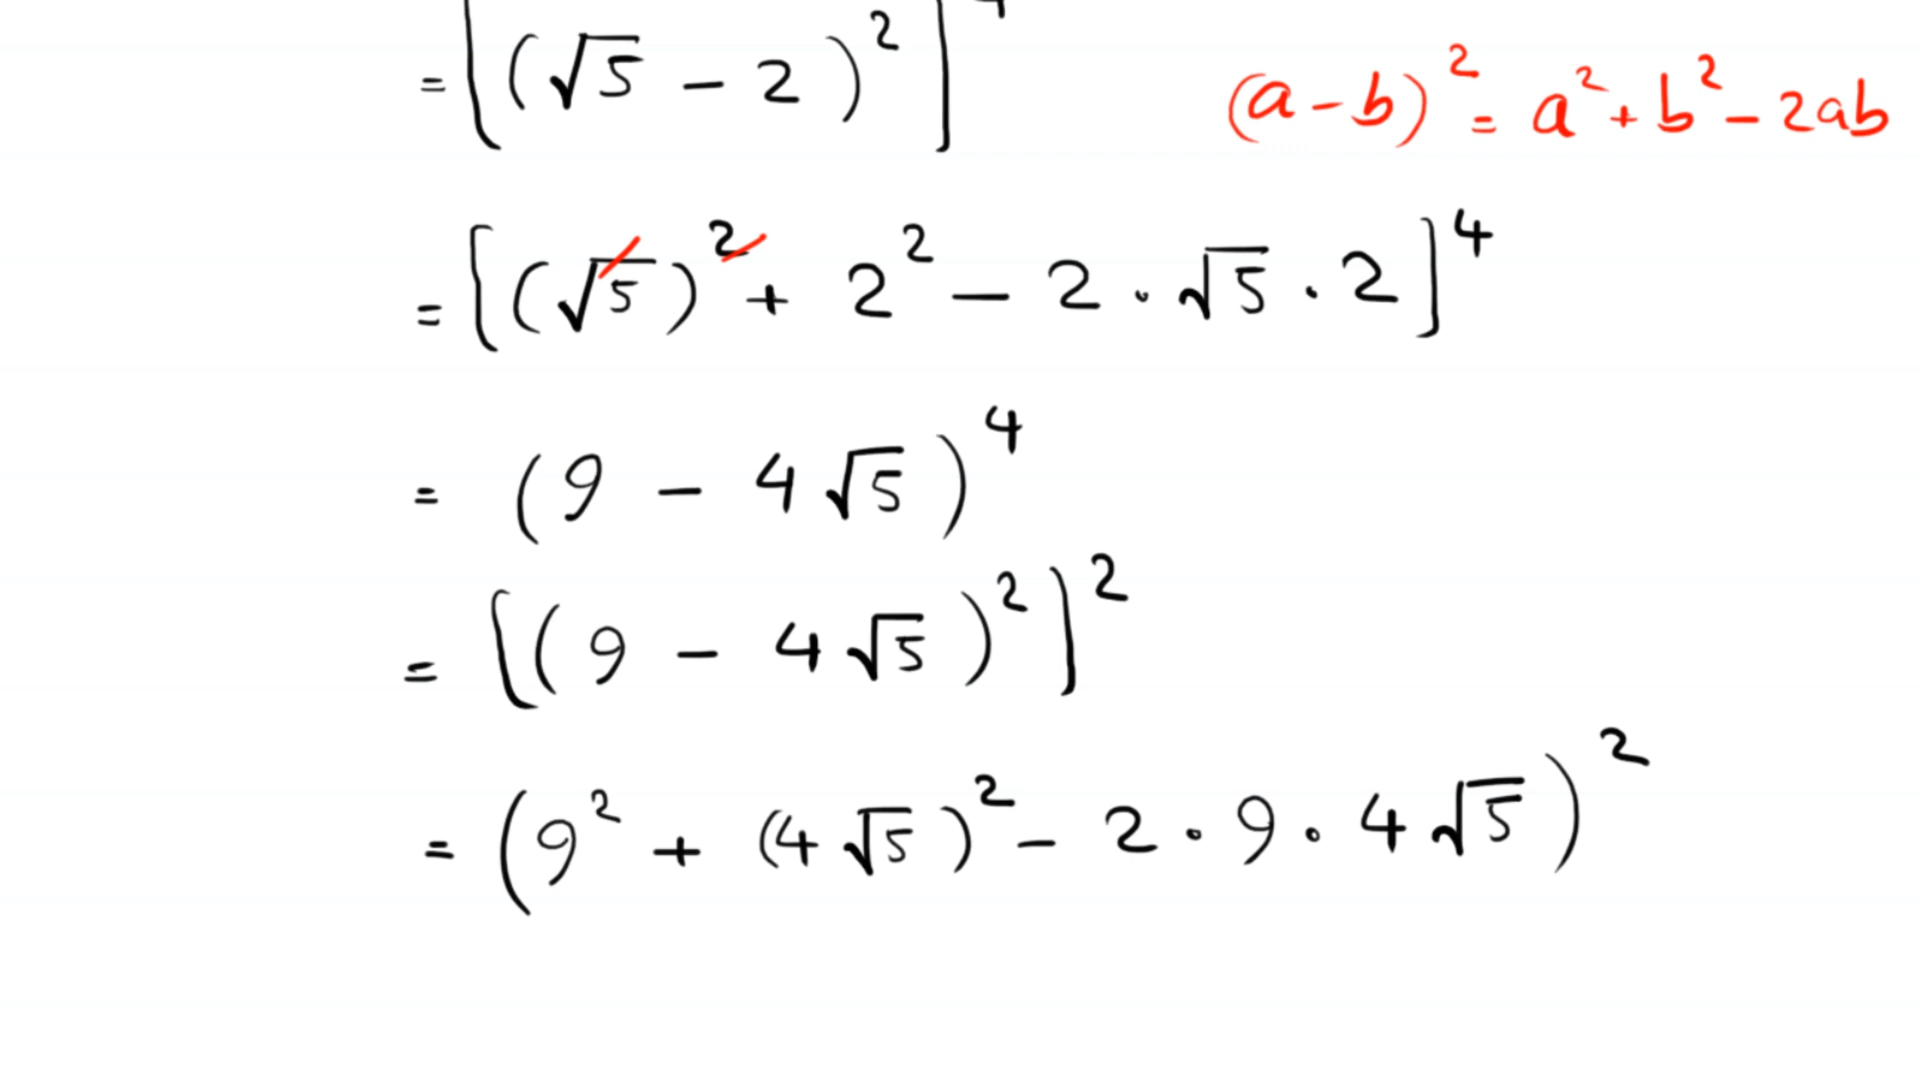 = [(√5 - 2)²]⁴
(a - b)² = a² + b² - 2ab
= [(√5)² + 2² - 2 · √5 · 2]⁴
= (9 - 4√5)⁴
= [(9 - 4√5)²]²
= (9² + (4√5)² - 2 · 9 · 4√5)²